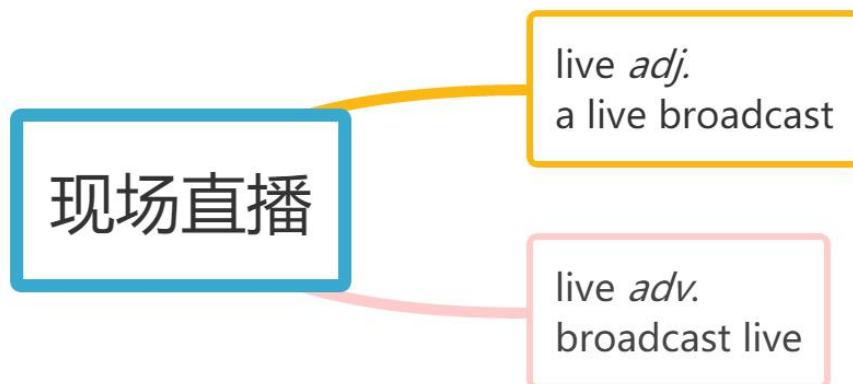 现场直播
live adj.
a live broadcast
live adv.
broadcast live